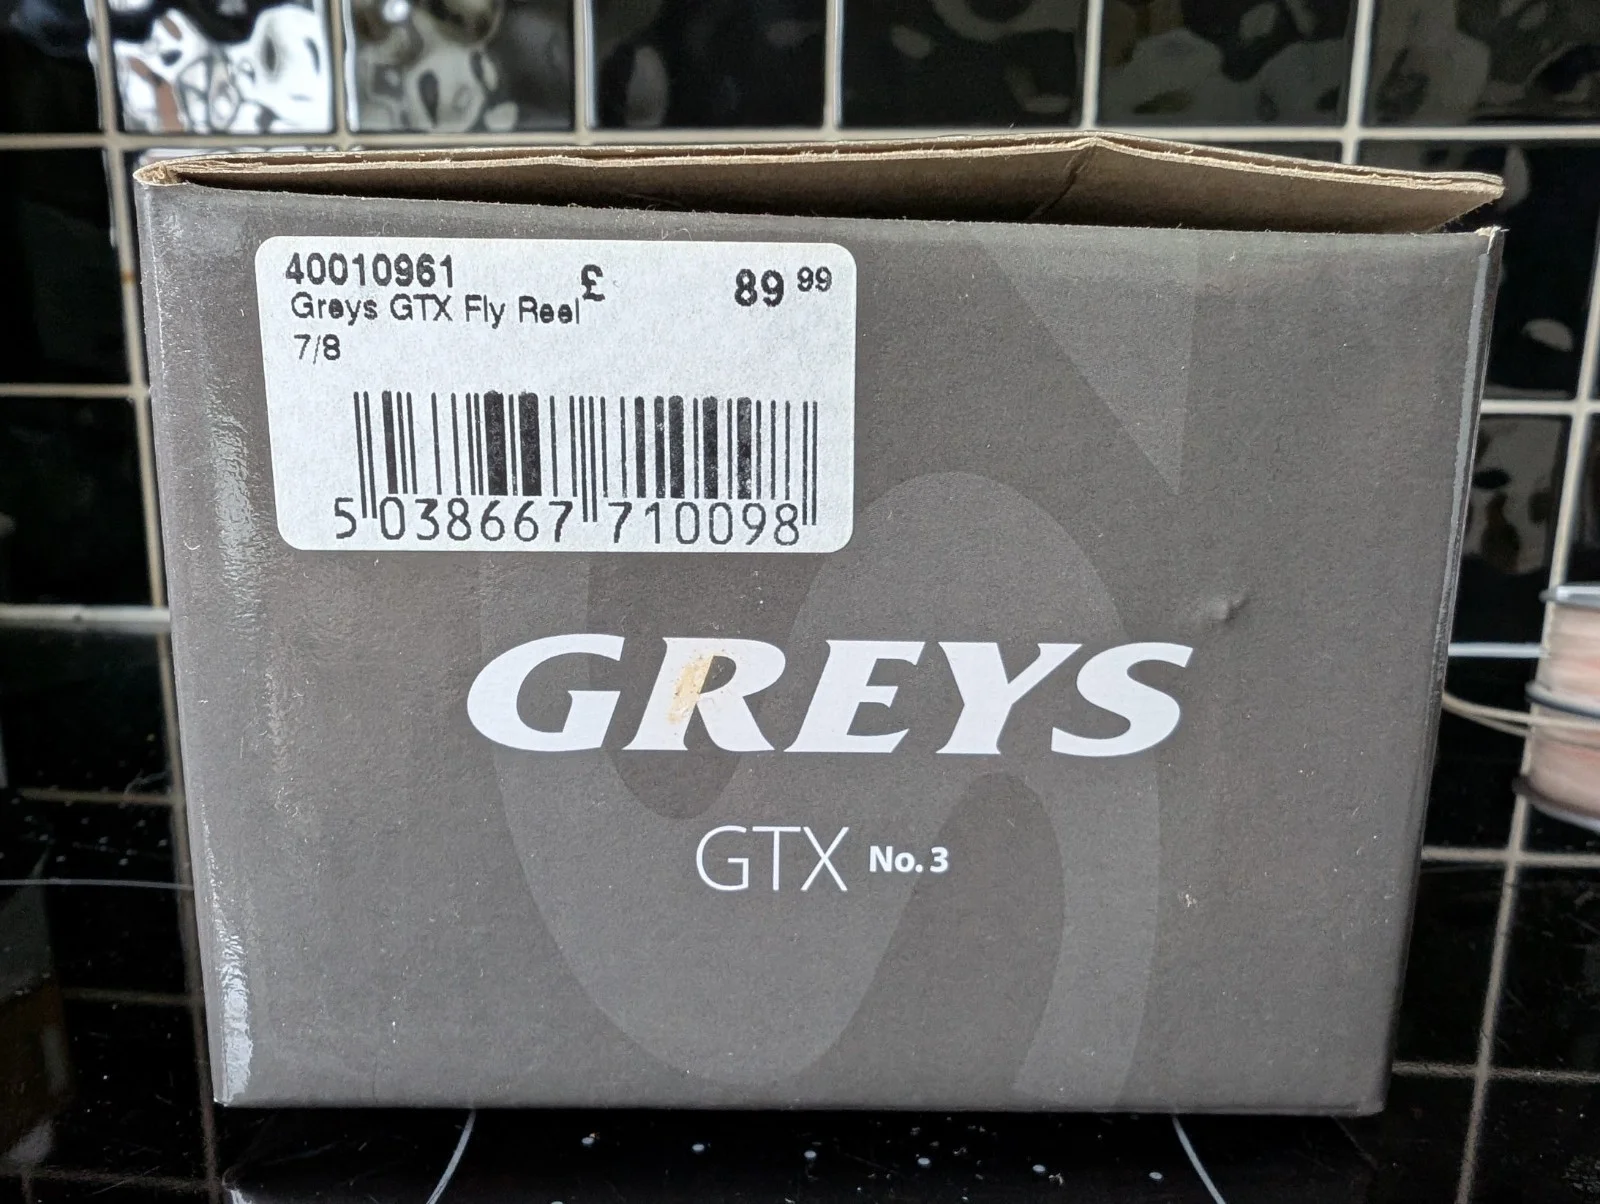 40010961
£ 89 99
Greys GTX Fly Reel
7/8
5 038667 710098
GREYS
GTX No.3